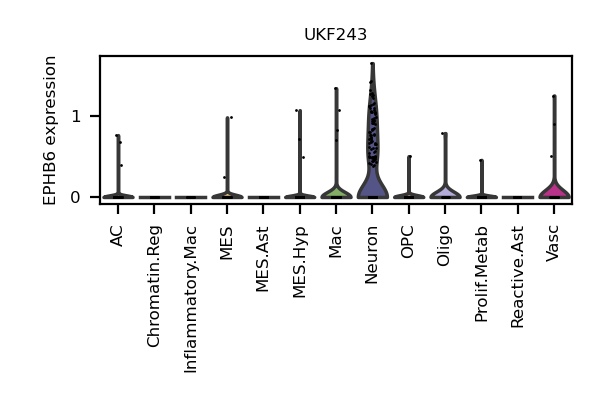 UKF243
EPHB6 expression
1
0
AC
Chromatin.Reg
Inflammatory.Mac
MES
MES.Ast
MES.Hyp
Mac
Neuron
OPC
Oligo
Prolif.Metab
Reactive.Ast
Vasc